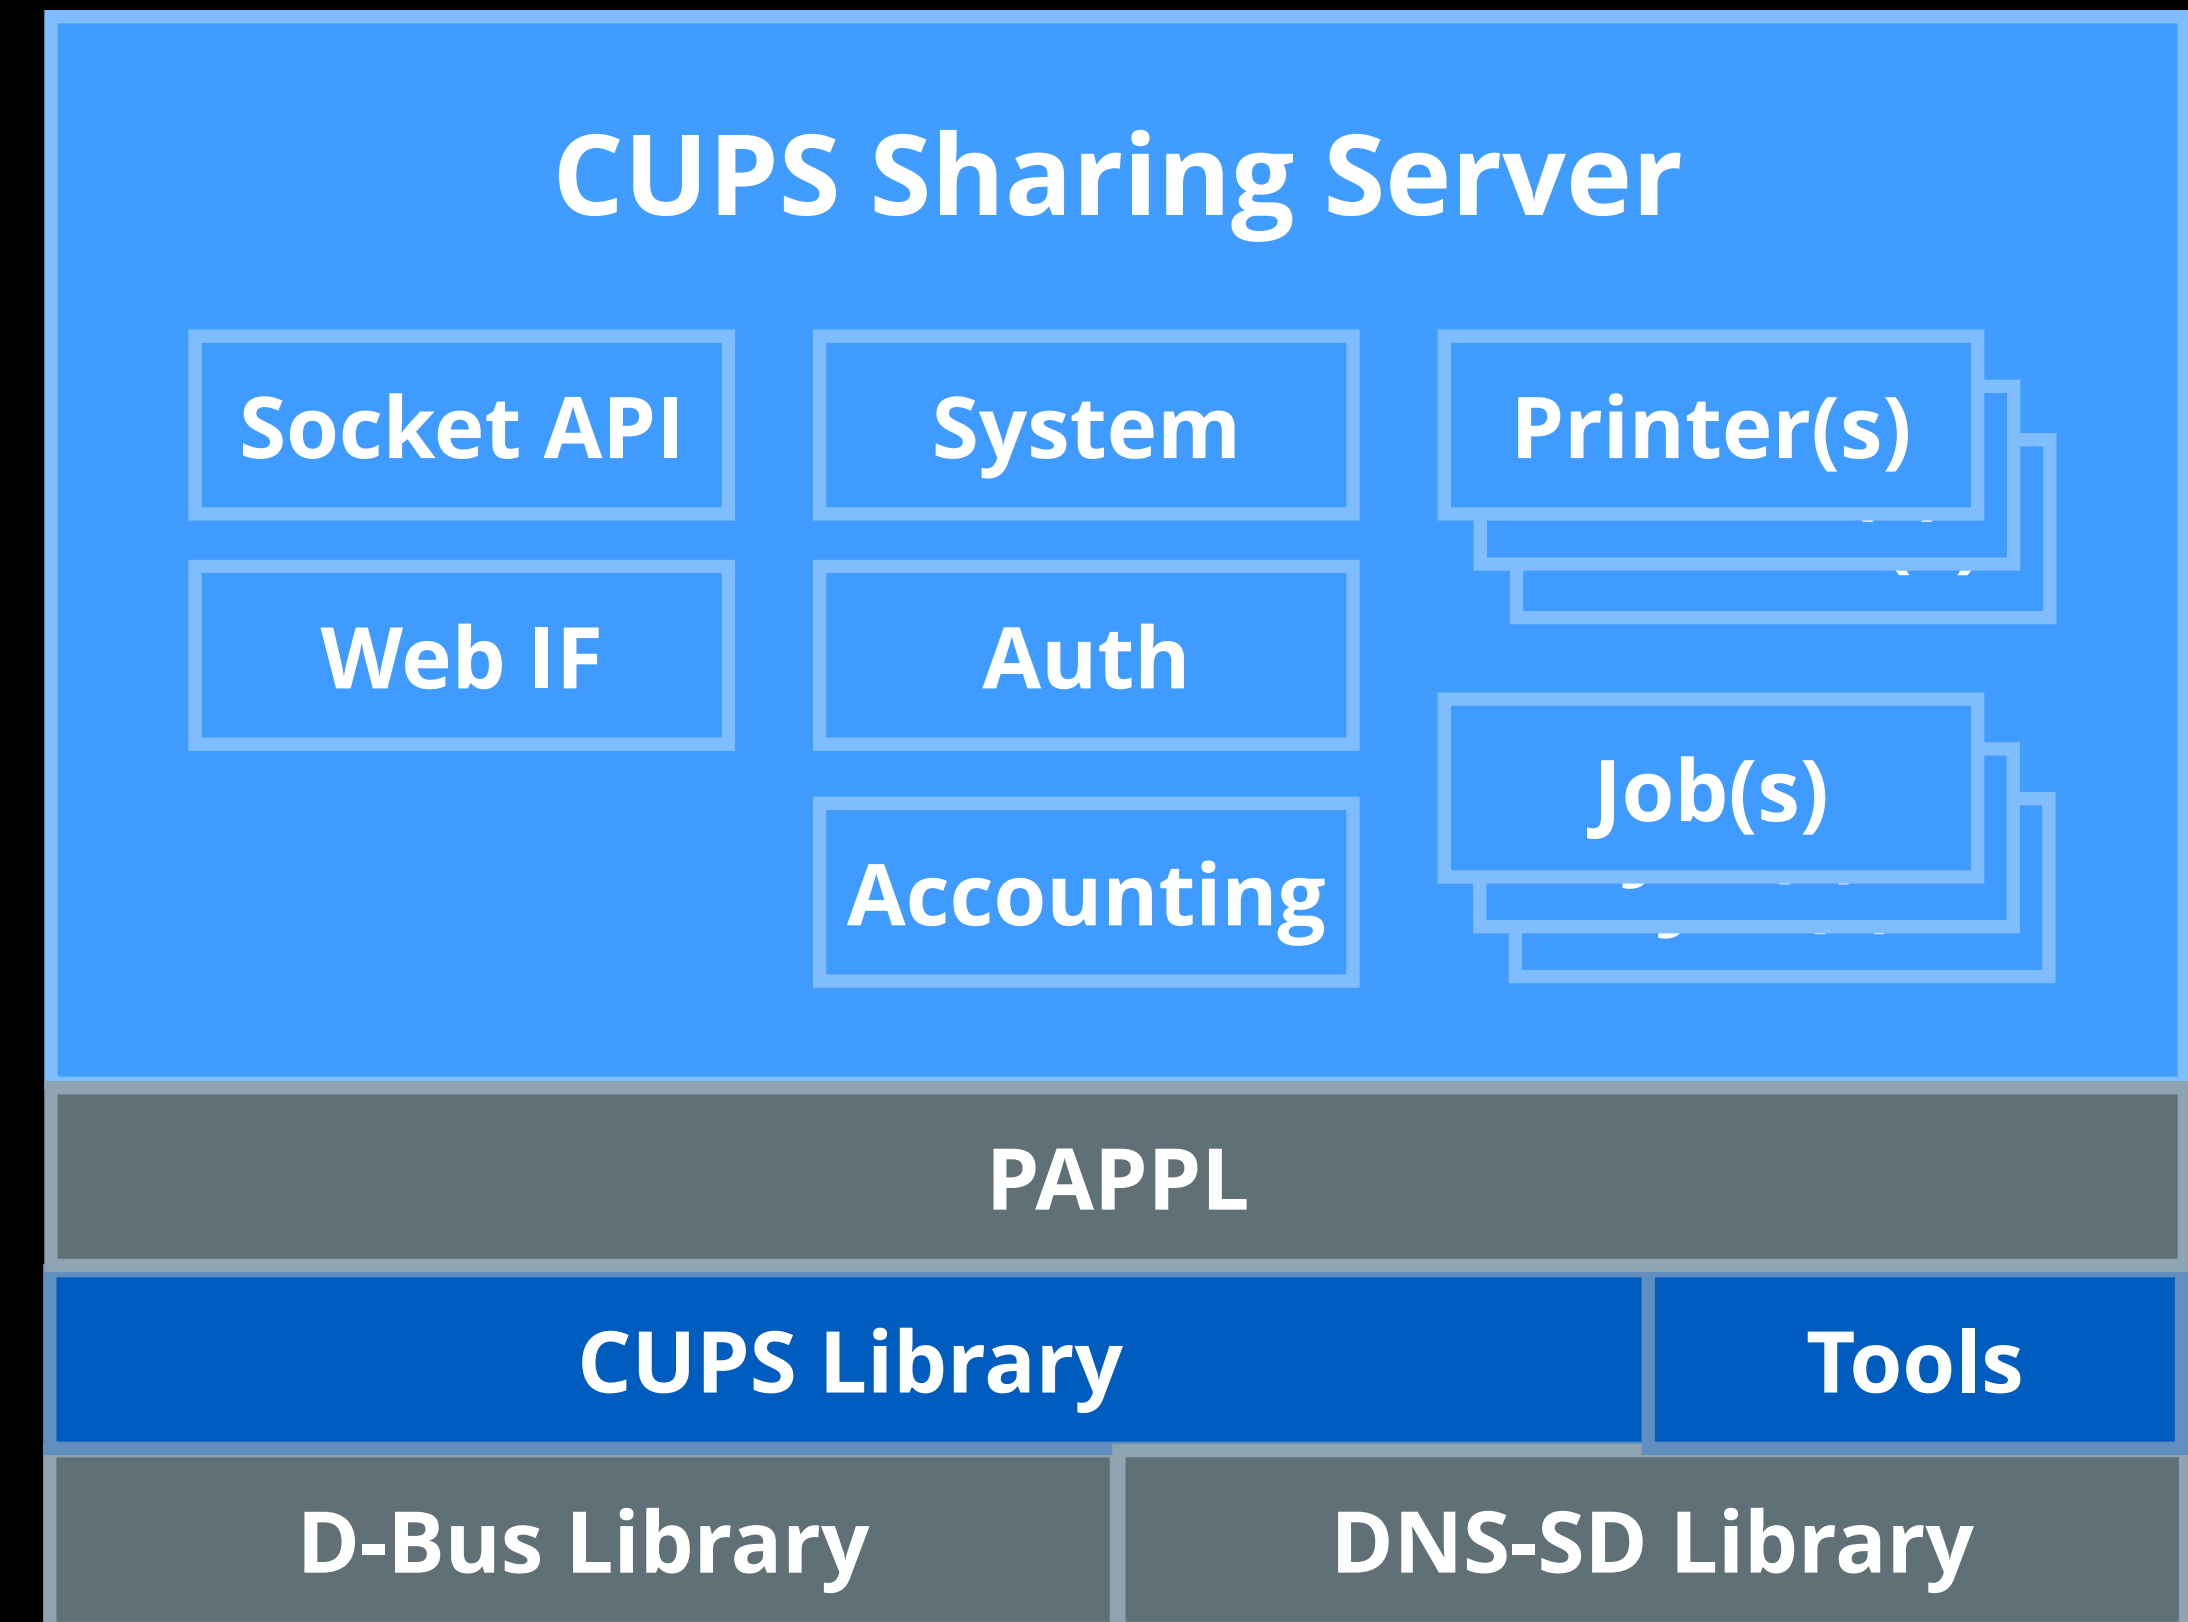 CUPS Sharing Server
Socket API
System
Printer(s)
Web IF
Auth
Job(s)
Accounting
PAPPL
CUPS Library
Tools
D-Bus Library
DNS-SD Library